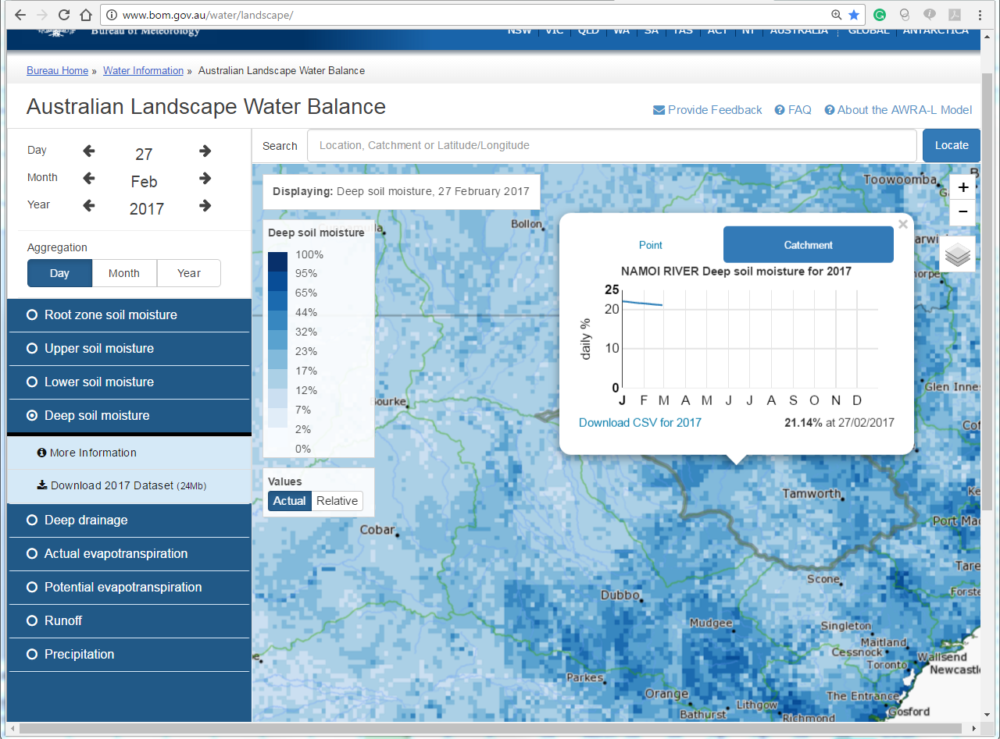 www.bom.gov.au/water/landscape/
Bureau of Meteorology
NSW VIC QLD WA SA TAS ACT NT AUSTRALIA GLOBAL ANTARCTICA
Bureau Home » Water Information » Australian Landscape Water Balance
Australian Landscape Water Balance
Provide Feedback
FAQ
About the AWRA-L Model
Day 27
Month Feb
Year 2017
Aggregation
Day Month Year
Root zone soil moisture
Upper soil moisture
Lower soil moisture
Deep soil moisture
More Information
Download 2017 Dataset (24Mb)
Deep drainage
Actual evapotranspiration
Potential evapotranspiration
Runoff
Precipitation
Search Location, Catchment or Latitude/Longitude Locate
Displaying: Deep soil moisture, 27 February 2017
Deep soil moisture
100%
95%
65%
44%
32%
23%
17%
12%
7%
2%
0%
Values
Actual Relative
+
−
Point Catchment
×
NAMOI RIVER Deep soil moisture for 2017
daily %
25
20
10
0
J F M A M J J A S O N D
Download CSV for 2017 21.14% at 27/02/2017
Toowoomba
Bollon
Bourke
Glen Inne
Cof
Tamworth
Ke
Port Mac
Cobar
Tare
Scone
Forste
Dubbo
Mudgee
Singleton
Maitland
Cessnock
Wallsend
Toronto
Newcastl
Parkes
Orange
The Entrance
Lithgow
Gosford
Bathurst
Richmond